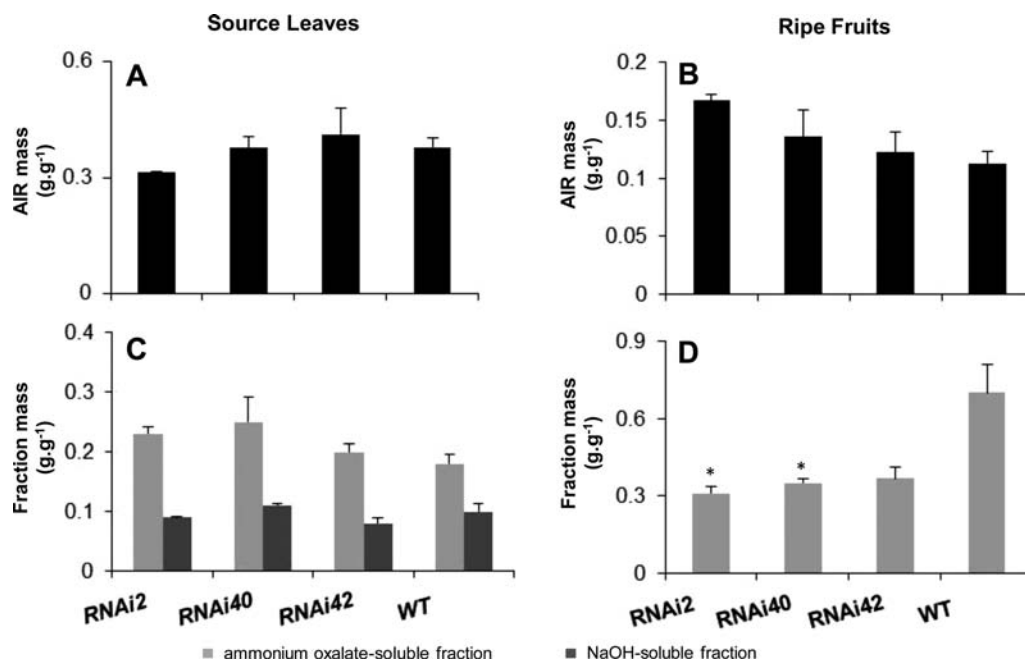 Source Leaves
Ripe Fruits
A
0.6
0.3
0
AIR mass
(g.g⁻¹)
B
0.2
0.15
0.1
0.05
0
AIR mass
(g.g⁻¹)
C
0.4
0.3
0.2
0.1
0
Fraction mass
(g.g⁻¹)
RNAi2
RNAi40
RNAi42
WT
D
0.9
0.6
0.3
0
Fraction mass
(g.g⁻¹)
*
*
RNAi2
RNAi40
RNAi42
WT
ammonium oxalate-soluble fraction
NaOH-soluble fraction